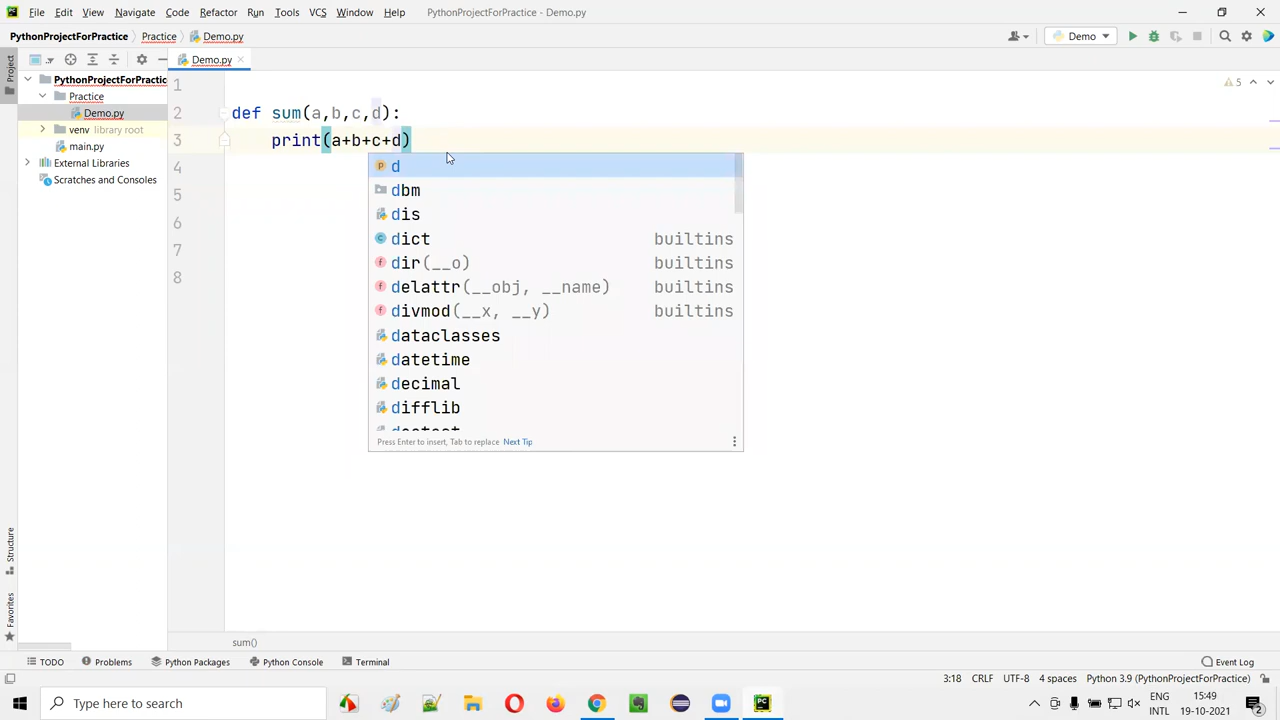 File Edit View Navigate Code Refactor Run Tools VCS Window Help PythonProjectForPractice - Demo.py
PythonProjectForPractice Practice Demo.py Demo
Project
Demo.py
PythonProjectForPractic
Practice
Demo.py
venv library root
main.py
External Libraries
Scratches and Consoles
1
2 def sum(a,b,c,d):
3 print(a+b+c+d)
4
5
6
7
8
5
d
dbm
dis
dict builtins
dir(__o) builtins
delattr(__obj, __name) builtins
divmod(__x, __y) builtins
dataclasses
datetime
decimal
difflib
Press Enter to insert, Tab to replace Next Tip
Structure
Favorites
sum()
TODO Problems Python Packages Python Console Terminal Event Log
3:18 CRLF UTF-8 4 spaces Python 3.9 (PythonProjectForPractice)
Type here to search
ENG
INTL
15:49
19-10-2021
2